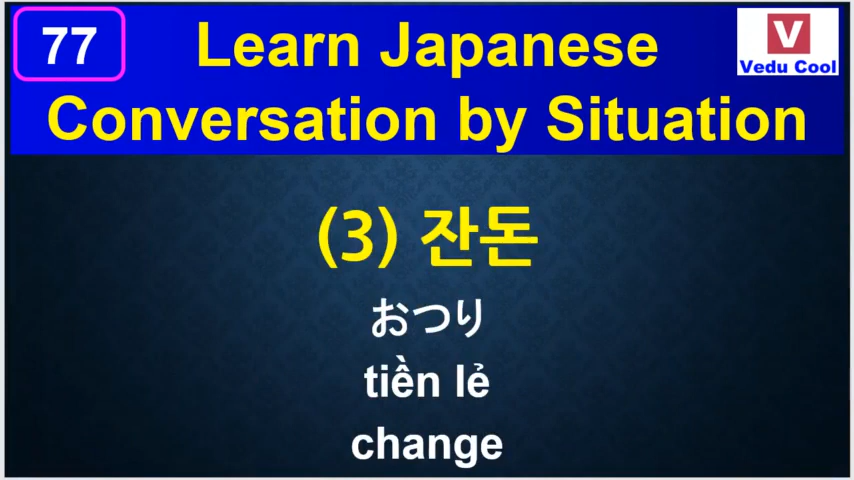 77
Learn Japanese
Conversation by Situation
V
Vedu Cool
(3) 잔돈
おつり
tiền lẻ
change